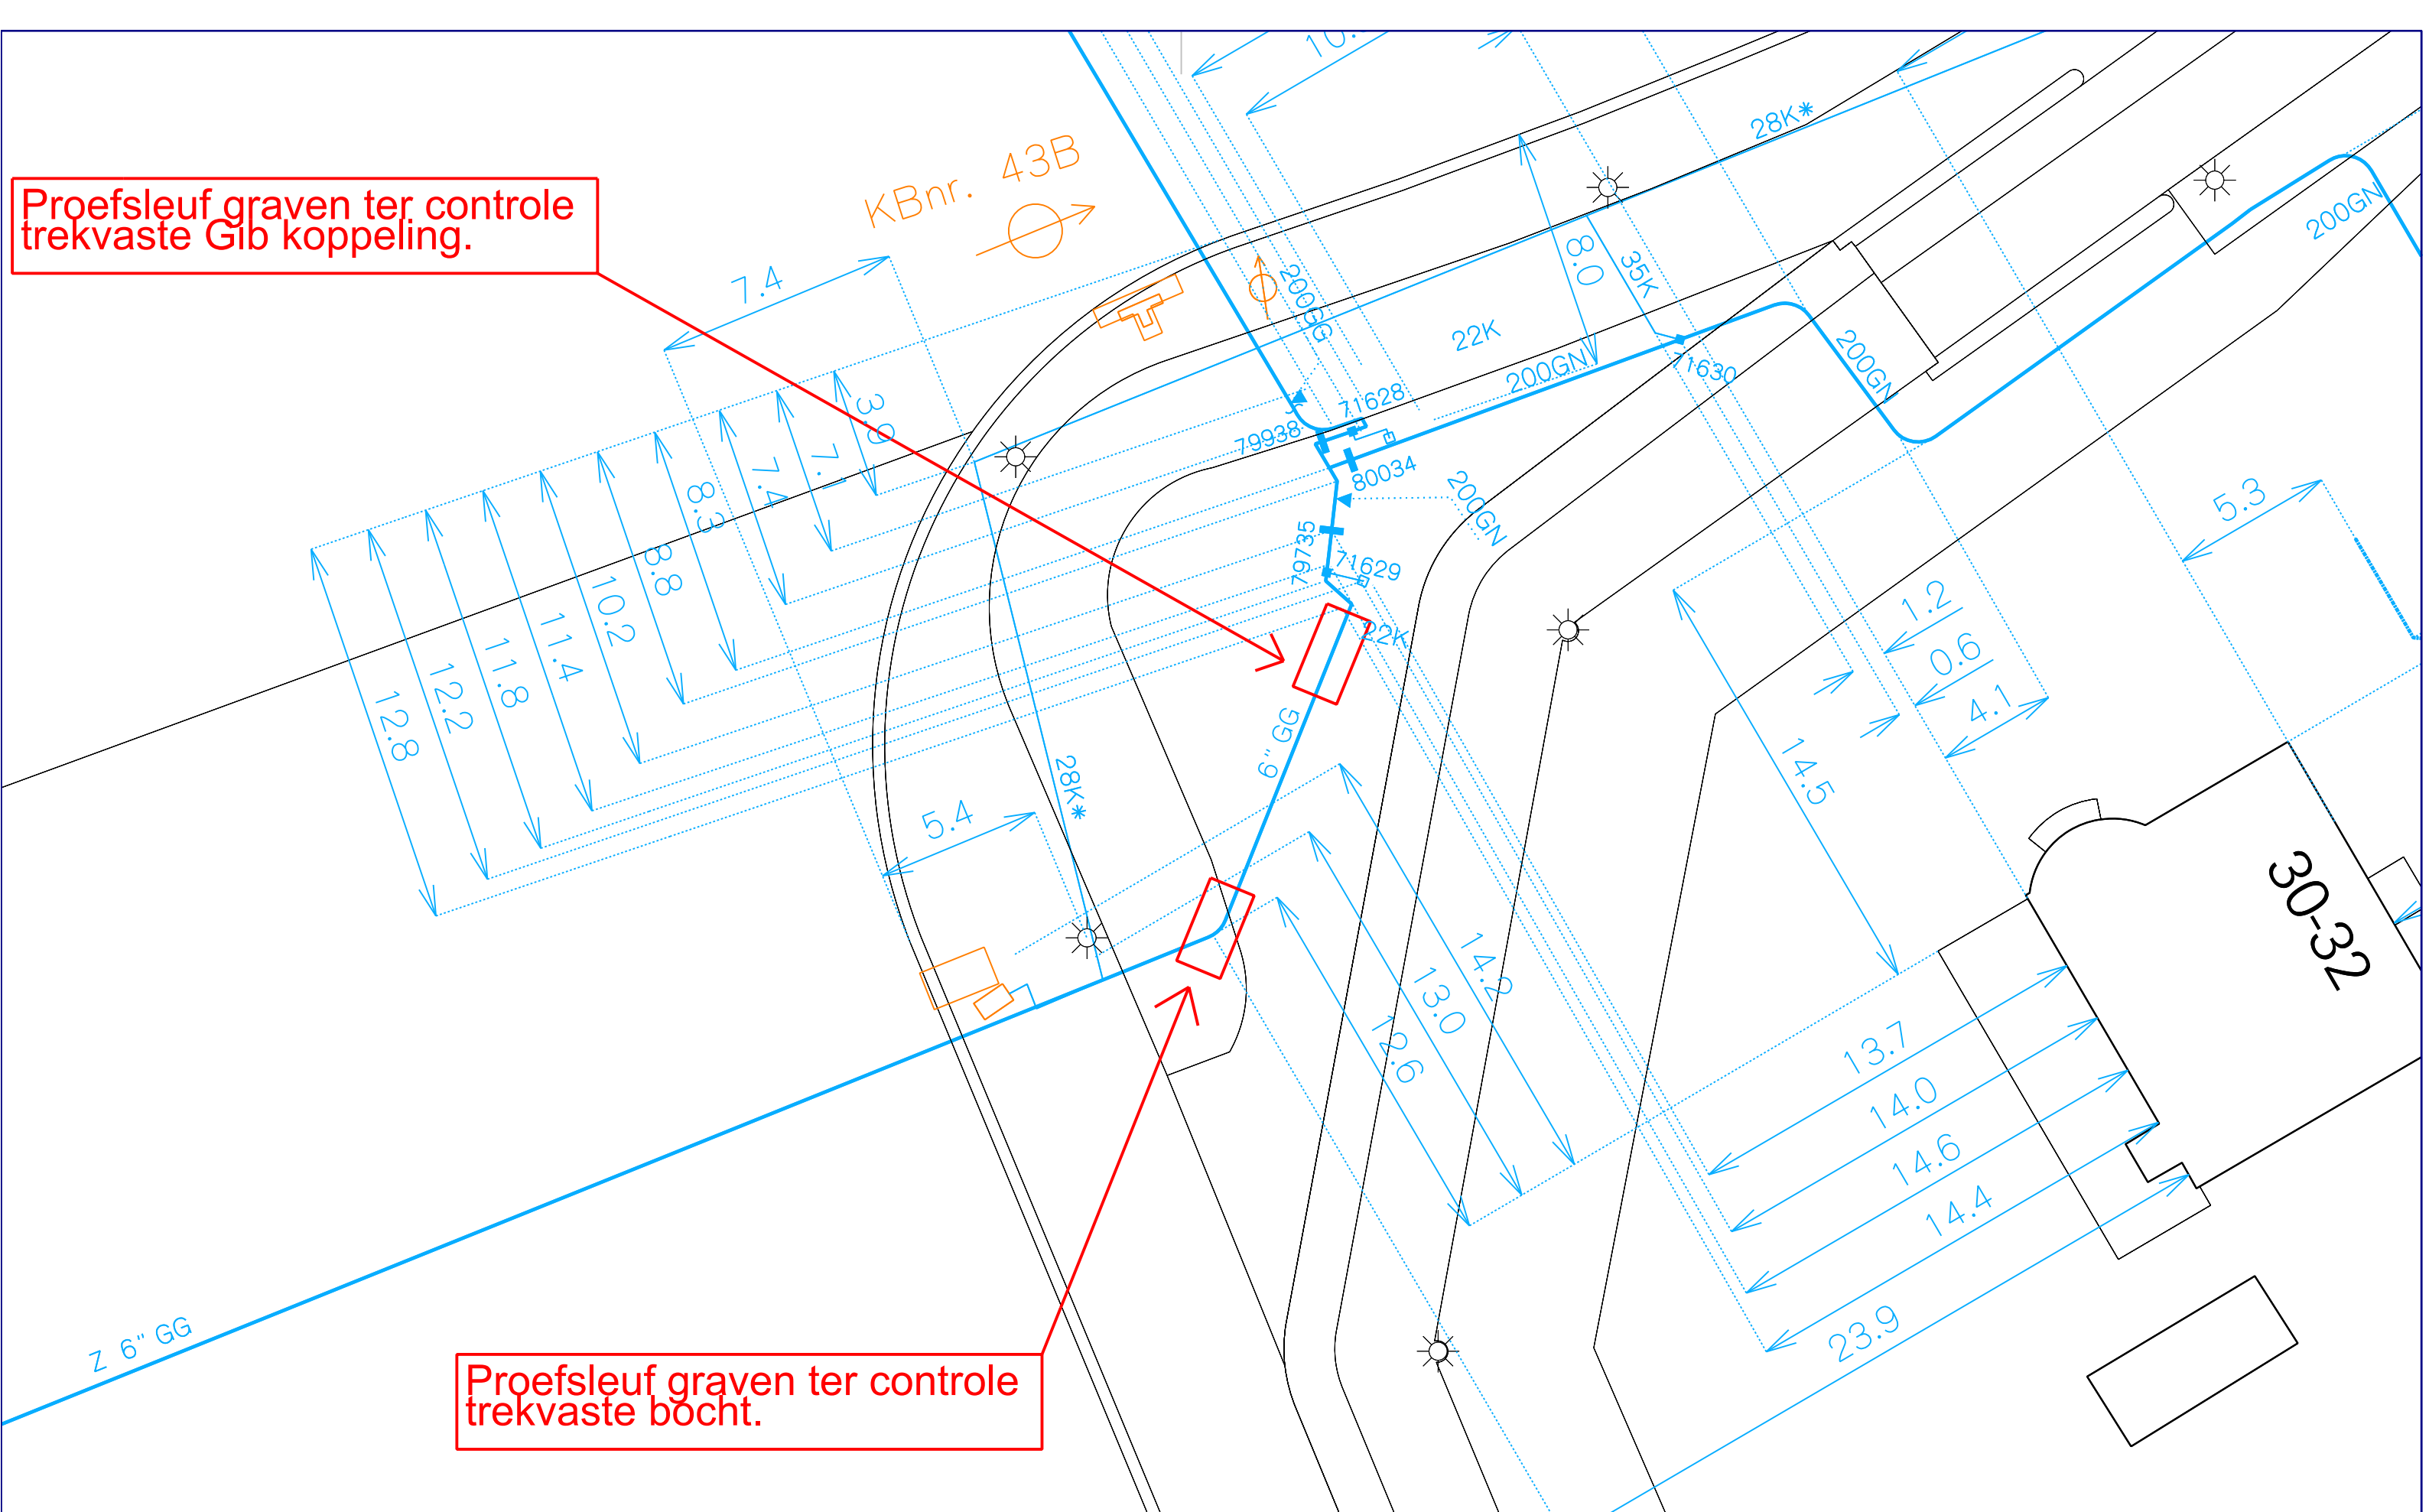 28K*
KBnr. 43B
Proefsleuf graven ter controle
trekvaste Gib koppeling.
200GN
7.4
200GG
8.0
35K
22K
200GN
71630
200GN
3.9
7.1
7.4
8.3
8.8
10.2
11.4
11.8
12.2
12.8
71628
79938
80034
200GN
79735
71629
22K
5.3
1.2
0.6
4.1
14.5
6" GG
28K*
5.4
30-32
14.2
13.0
12.6
13.7
14.0
14.6
14.4
23.9
z 6" GG
Proefsleuf graven ter controle
trekvaste bocht.